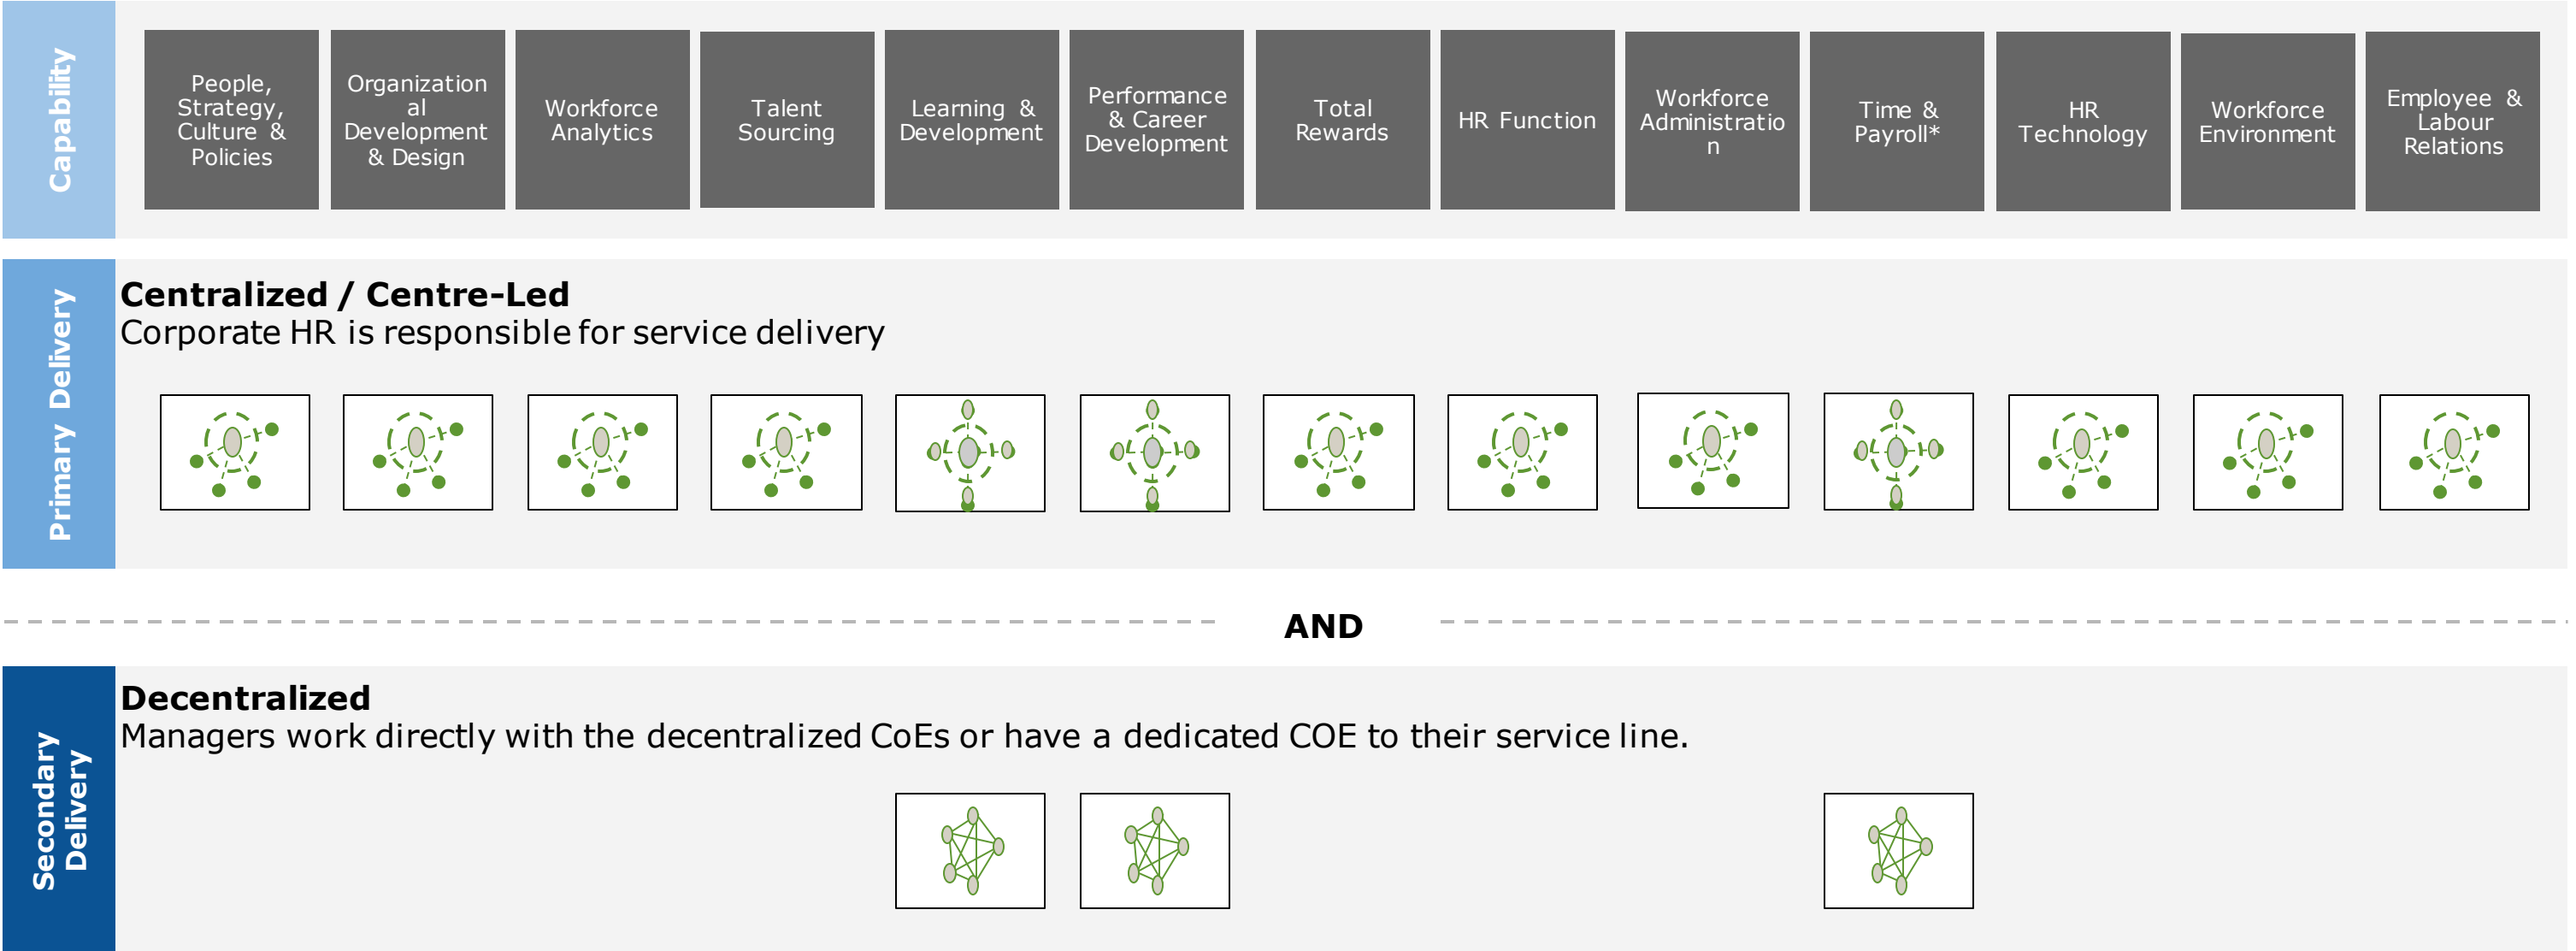 Capability
People,
Strategy,
Culture & 
Policies
Organization
al
Development
& Design
Workforce
Analytics
Talent
Sourcing
Learning &
Development
Performance
& Career
Development
Total
Rewards
HR Function
Workforce
Administratio
n
Time &
Payroll*
HR
Technology
Workforce
Environment
Employee &
Labour
Relations
Primary Delivery
Centralized / Centre-Led
Corporate HR is responsible for service delivery
AND
Secondary
Delivery
Decentralized
Managers work directly with the decentralized CoEs or have a dedicated COE to their service line.